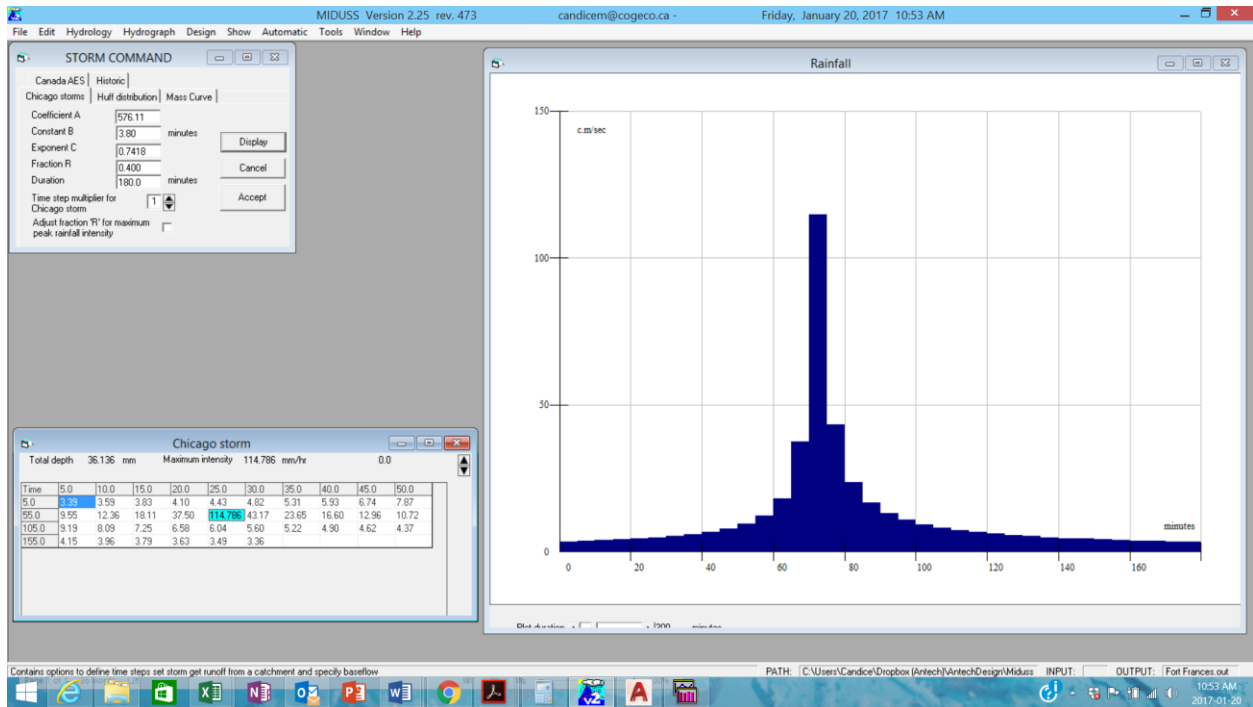 MIDUSS Version 2.25 rev. 473 candicem@cogeco.ca - Friday, January 20, 2017 10:53 AM
File Edit Hydrology Hydrograph Design Show Automatic Tools Window Help
STORM COMMAND
Canada AES Historic
Chicago storms Huff distribution Mass Curve
Coefficient A 576.11
Constant B 3.80 minutes
Exponent C 0.7418
Fraction R 0.400
Duration 180.0 minutes
Time step multiplier for
Chicago storm 1
Adjust fraction 'R' for maximum
peak rainfall intensity
Display
Cancel
Accept
Rainfall
150
c.m/sec
100
50
0
0 20 40 60 80 100 120 140 160
minutes
Plot duration 200 minutes
Chicago storm
Total depth 36.136 mm Maximum intensity 114.786 mm/hr 0.0
Time 5.0 10.0 15.0 20.0 25.0 30.0 35.0 40.0 45.0 50.0
5.0 3.39 3.59 3.83 4.10 4.43 4.82 5.31 5.93 6.74 7.87
55.0 9.55 12.36 18.11 37.50 114.786 43.17 23.65 16.60 12.96 10.72
105.0 9.19 8.09 7.25 6.58 6.04 5.60 5.22 4.90 4.62 4.37
155.0 4.15 3.96 3.79 3.63 3.49 3.36
Contains options to define time steps set storm get runoff from a catchment and specify baseflow
PATH: C:\Users\Candice\Dropbox (Antech)\AntechDesign\Miduss INPUT: OUTPUT: Fort Frances.out
10:53 AM
2017-01-20